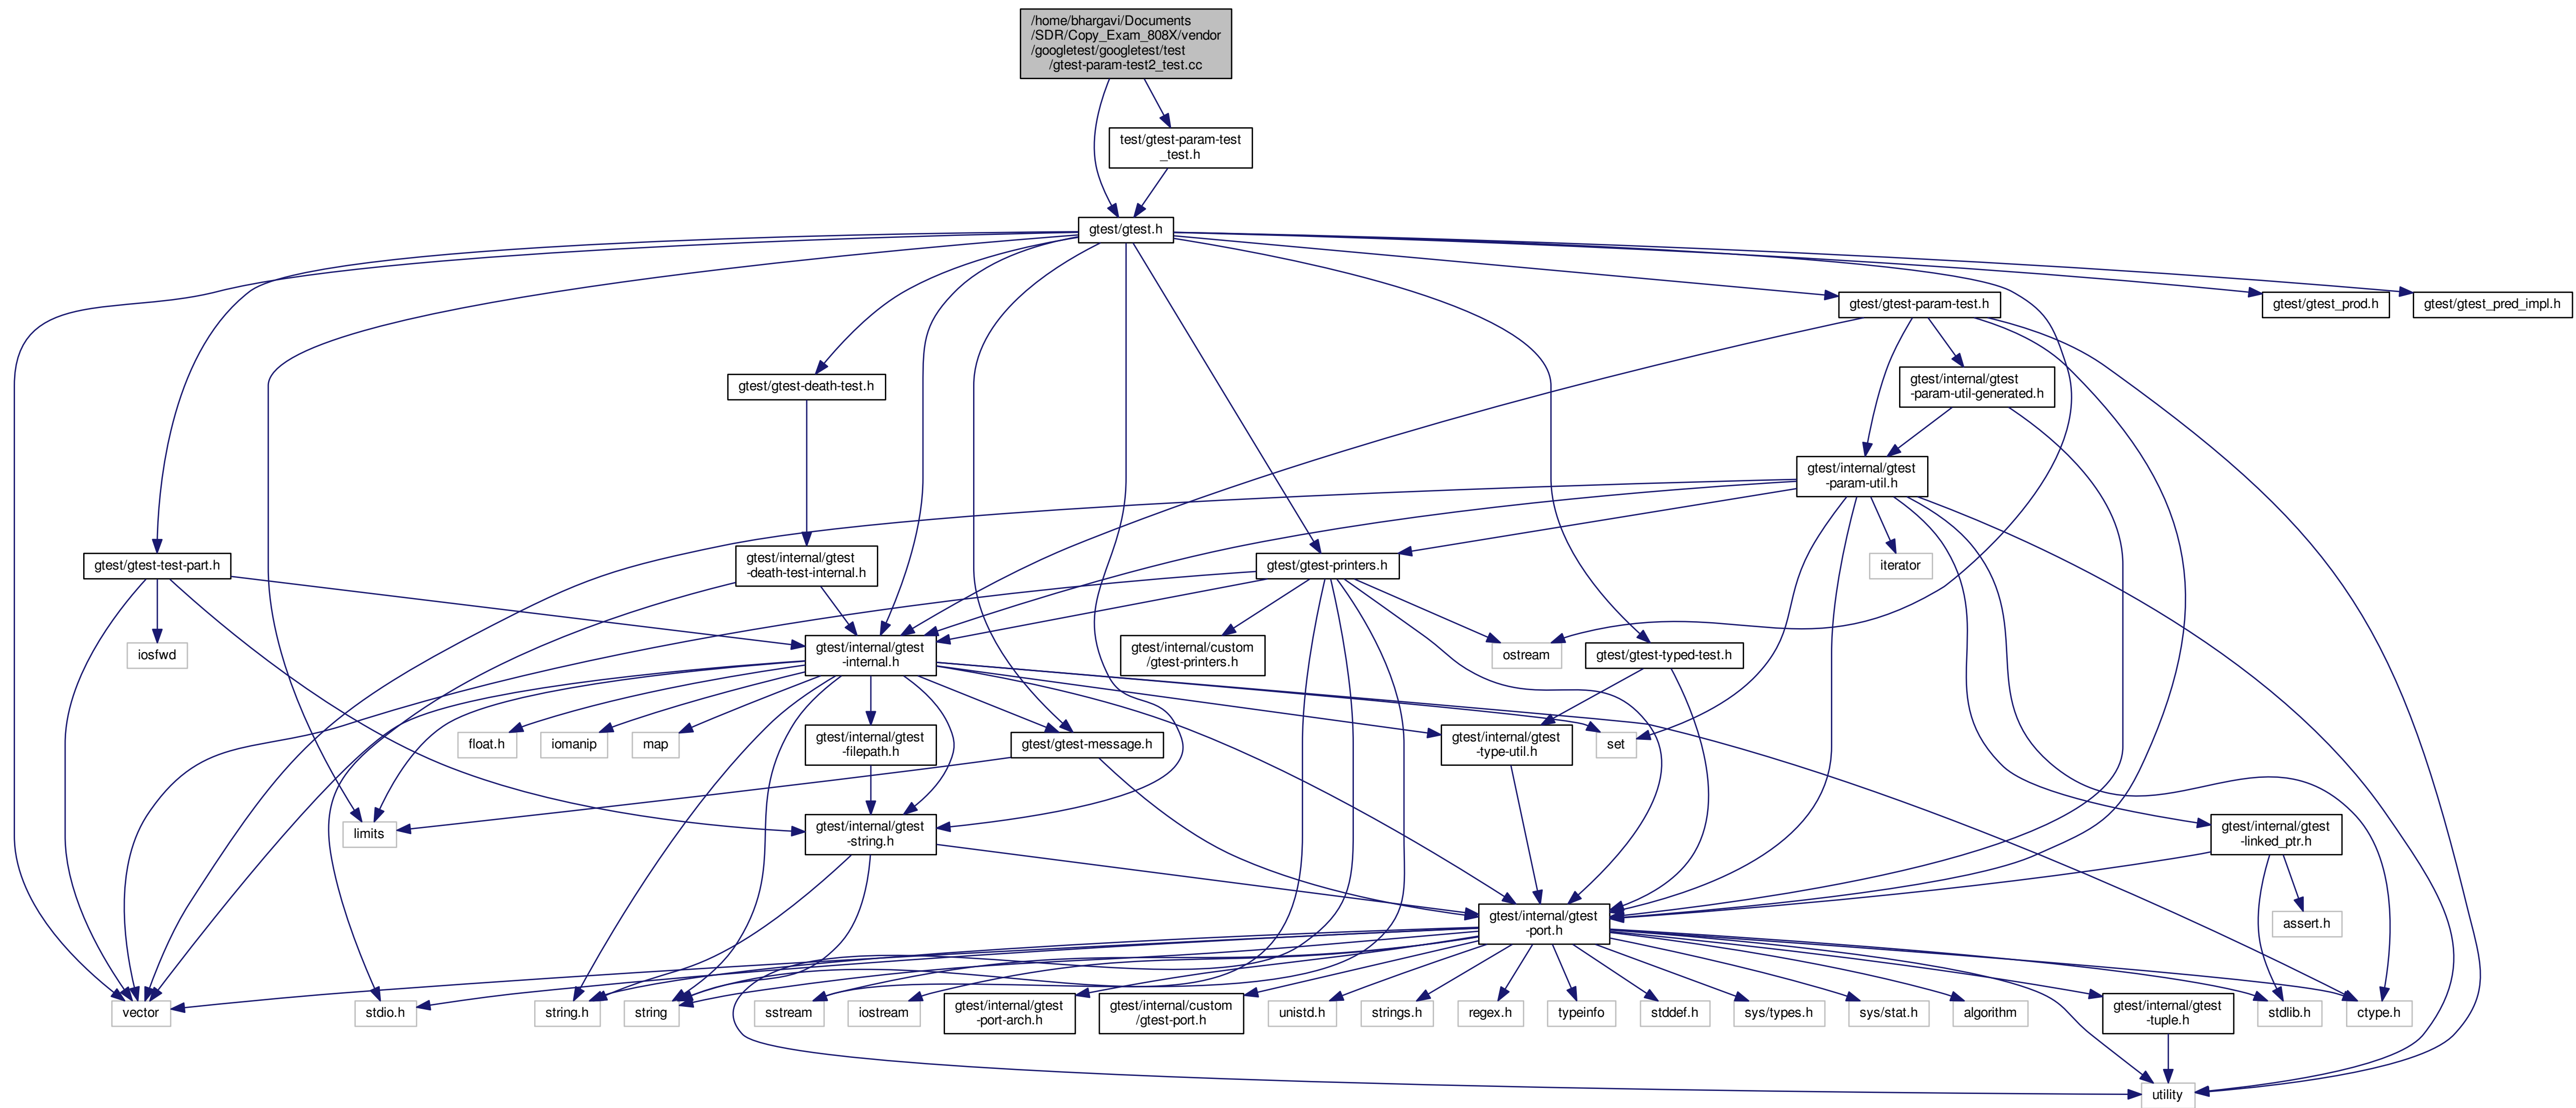 /home/bhargavi/Documents
/SDR/Copy_Exam_808X/vendor
/googletest/googletest/test
/gtest-param-test2_test.cc
test/gtest-param-test
_test.h
gtest/gtest.h
gtest/gtest-param-test.h
gtest/gtest_prod.h
gtest/gtest_pred_impl.h
gtest/gtest-death-test.h
gtest/internal/gtest
-param-util-generated.h
gtest/internal/gtest
-param-util.h
gtest/gtest-test-part.h
gtest/internal/gtest
-death-test-internal.h
gtest/gtest-printers.h
iterator
iosfwd
gtest/internal/gtest
-internal.h
gtest/internal/custom
/gtest-printers.h
ostream
gtest/gtest-typed-test.h
float.h
iomanip
map
gtest/internal/gtest
-filepath.h
gtest/gtest-message.h
gtest/internal/gtest
-type-util.h
set
limits
gtest/internal/gtest
-string.h
gtest/internal/gtest
-linked_ptr.h
gtest/internal/gtest
-port.h
assert.h
vector
stdio.h
string.h
string
sstream
iostream
gtest/internal/gtest
-port-arch.h
gtest/internal/custom
/gtest-port.h
unistd.h
strings.h
regex.h
typeinfo
stddef.h
sys/types.h
sys/stat.h
algorithm
gtest/internal/gtest
-tuple.h
stdlib.h
ctype.h
utility